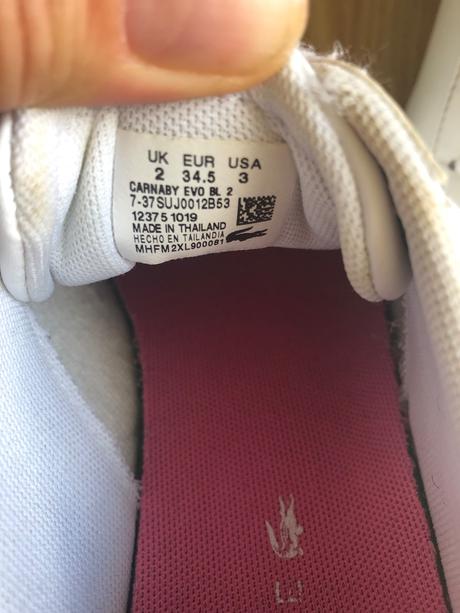 UK EUR USA
2 34.5 3
CARNABY EVO BL 2
7-37SUJ0012B53
12375 1019
MADE IN THAILAND
HECHO EN TAILANDIA
MHFM2XL900081
E